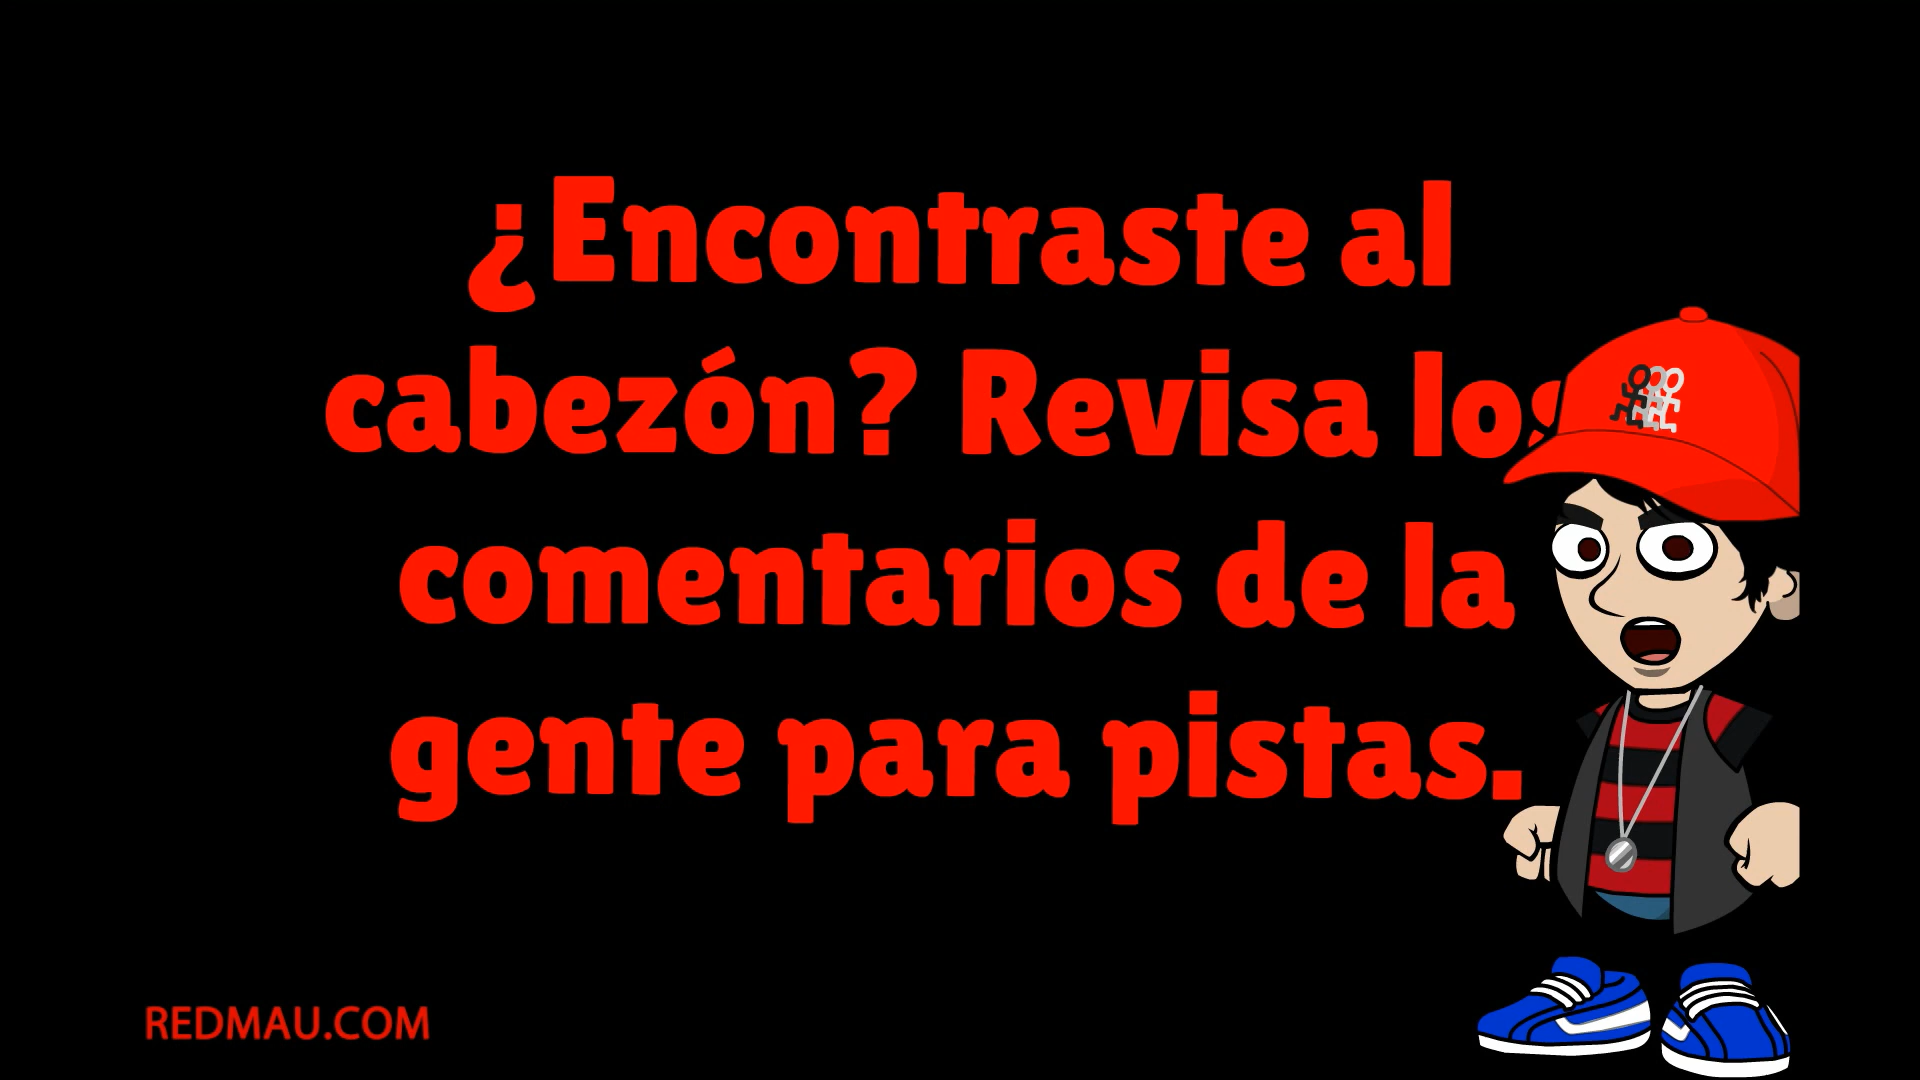 ¿Encontraste al
cabezón? Revisa los
comentarios de la
gente para pistas.
REDMAU.COM